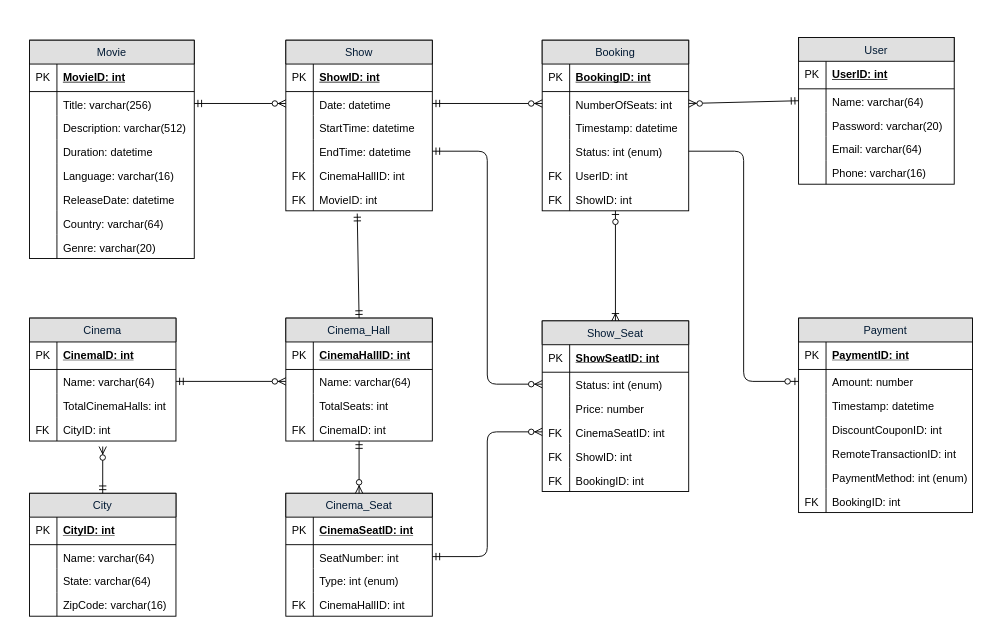 Movie
PK MovieID: int
Title: varchar(256)
Description: varchar(512)
Duration: datetime
Language: varchar(16)
ReleaseDate: datetime
Country: varchar(64)
Genre: varchar(20)
Show
PK ShowID: int
Date: datetime
StartTime: datetime
EndTime: datetime
FK CinemaHallID: int
FK MovieID: int
Booking
PK BookingID: int
NumberOfSeats: int
Timestamp: datetime
Status: int (enum)
FK UserID: int
FK ShowID: int
User
PK UserID: int
Name: varchar(64)
Password: varchar(20)
Email: varchar(64)
Phone: varchar(16)
Cinema
PK CinemaID: int
Name: varchar(64)
TotalCinemaHalls: int
FK CityID: int
Cinema_Hall
PK CinemaHallID: int
Name: varchar(64)
TotalSeats: int
FK CinemaID: int
Show_Seat
PK ShowSeatID: int
Status: int (enum)
Price: number
FK CinemaSeatID: int
FK ShowID: int
FK BookingID: int
Payment
PK PaymentID: int
Amount: number
Timestamp: datetime
DiscountCouponID: int
RemoteTransactionID: int
PaymentMethod: int (enum)
FK BookingID: int
City
PK CityID: int
Name: varchar(64)
State: varchar(64)
ZipCode: varchar(16)
Cinema_Seat
PK CinemaSeatID: int
SeatNumber: int
Type: int (enum)
FK CinemaHallID: int